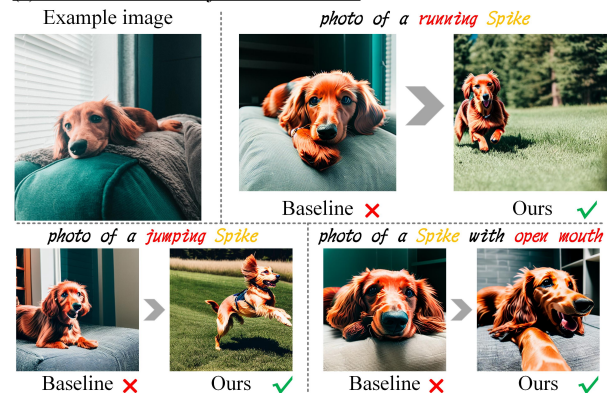 Example image
photo of a running Spike
Baseline
Ours
photo of a jumping Spike
photo of a Spike with open mouth
Baseline
Ours
Baseline
Ours